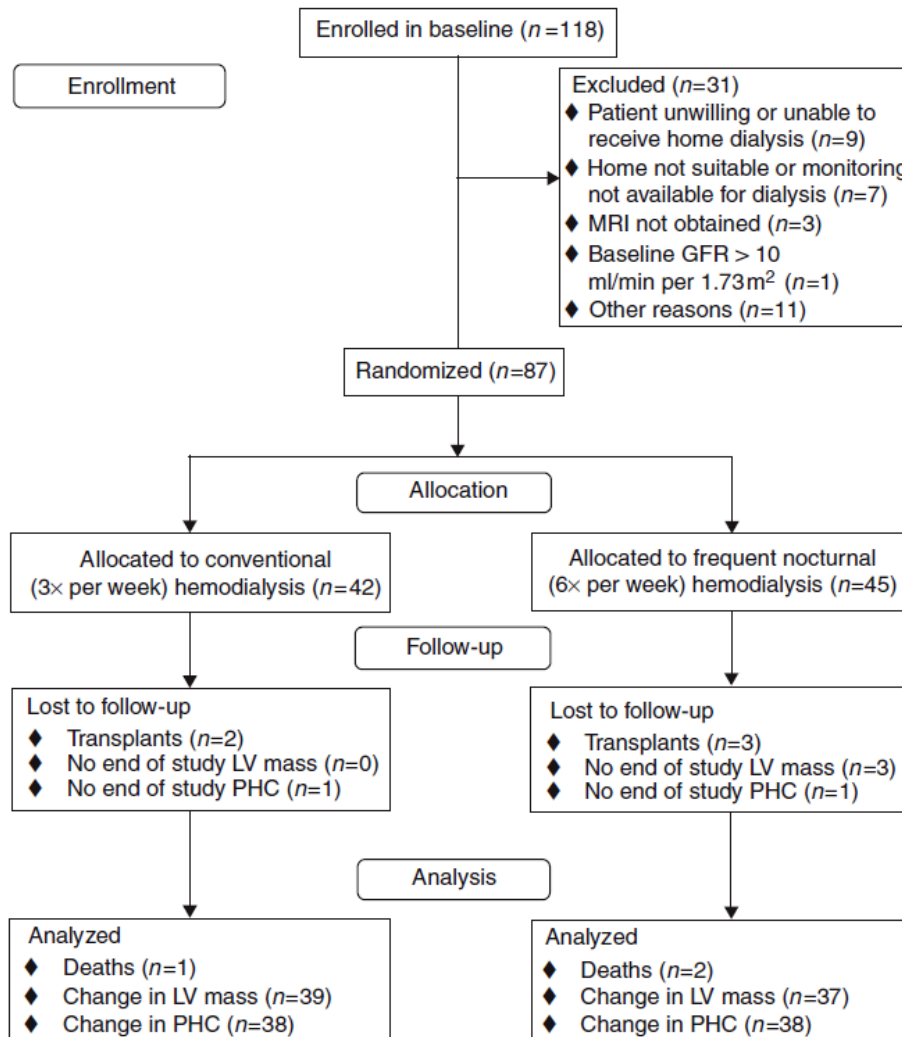 Enrolled in baseline (n=118)
Enrollment
Excluded (n=31)
♦ Patient unwilling or unable to
receive home dialysis (n=9)
♦ Home not suitable or monitoring
not available for dialysis (n=7)
♦ MRI not obtained (n=3)
♦ Baseline GFR > 10
ml/min per 1.73m² (n=1)
♦ Other reasons (n=11)
Randomized (n=87)
Allocation
Allocated to conventional
(3× per week) hemodialysis (n=42)
Allocated to frequent nocturnal
(6× per week) hemodialysis (n=45)
Follow-up
Lost to follow-up
♦ Transplants (n=2)
♦ No end of study LV mass (n=0)
♦ No end of study PHC (n=1)
Lost to follow-up
♦ Transplants (n=3)
♦ No end of study LV mass (n=3)
♦ No end of study PHC (n=1)
Analysis
Analyzed
♦ Deaths (n=1)
♦ Change in LV mass (n=39)
♦ Change in PHC (n=38)
Analyzed
♦ Deaths (n=2)
♦ Change in LV mass (n=37)
♦ Change in PHC (n=38)